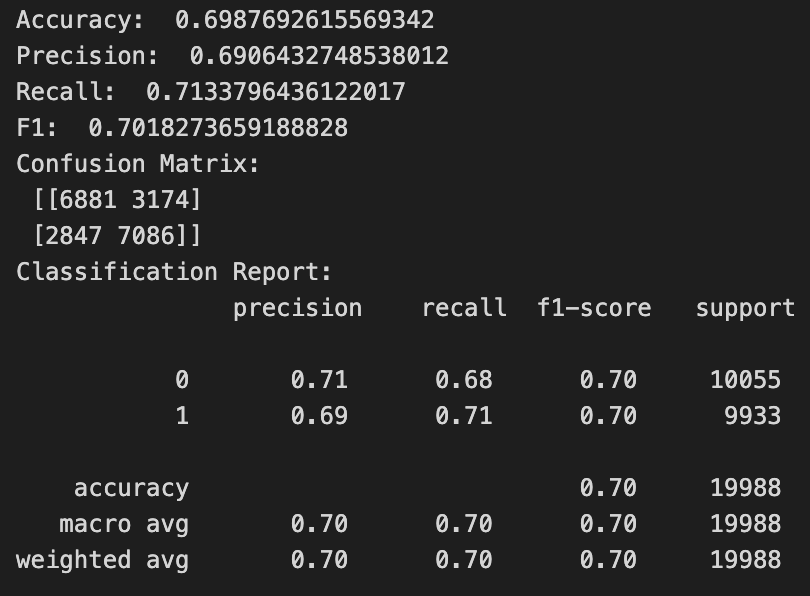 Accuracy:  0.6987692615569342
Precision:  0.6906432748538012
Recall:  0.7133796436122017
F1:  0.7018273659188828
Confusion Matrix:
 [[6881 3174]
 [2847 7086]]
Classification Report:
               precision    recall  f1-score   support

           0       0.71      0.68      0.70     10055
           1       0.69      0.71      0.70      9933

    accuracy                           0.70     19988
   macro avg       0.70      0.70      0.70     19988
weighted avg       0.70      0.70      0.70     19988